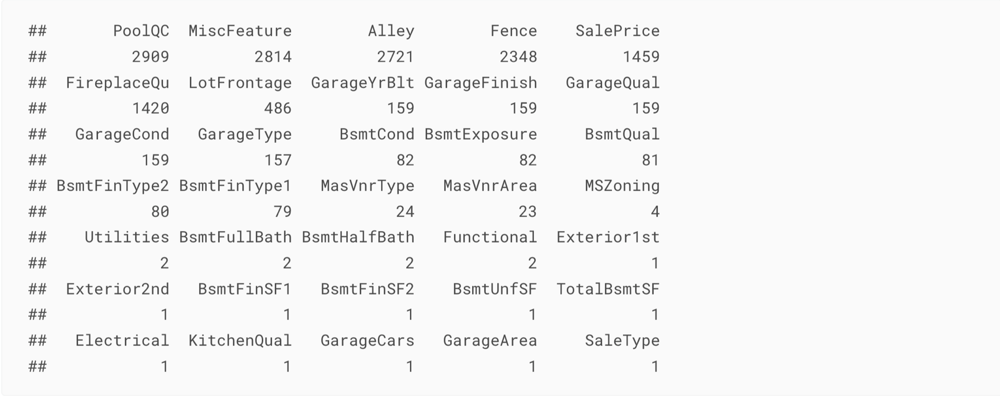 ##       PoolQC  MiscFeature        Alley        Fence    SalePrice
##         2909         2814         2721         2348         1459
##  FireplaceQu  LotFrontage  GarageYrBlt GarageFinish   GarageQual
##         1420          486          159          159          159
##   GarageCond   GarageType     BsmtCond BsmtExposure     BsmtQual
##          159          157           82           82           81
## BsmtFinType2 BsmtFinType1   MasVnrType   MasVnrArea     MSZoning
##           80           79           24           23            4
##    Utilities BsmtFullBath BsmtHalfBath   Functional  Exterior1st
##            2            2            2            2            1
##  Exterior2nd   BsmtFinSF1   BsmtFinSF2    BsmtUnfSF  TotalBsmtSF
##            1            1            1            1            1
##   Electrical  KitchenQual   GarageCars   GarageArea     SaleType
##            1            1            1            1            1